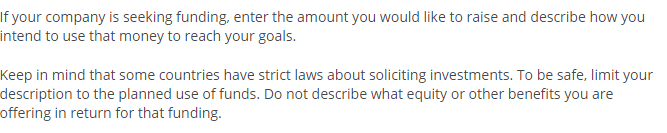 If your company is seeking funding, enter the amount you would like to raise and describe how you
intend to use that money to reach your goals.
Keep in mind that some countries have strict laws about soliciting investments. To be safe, limit your
description to the planned use of funds. Do not describe what equity or other benefits you are
offering in return for that funding.